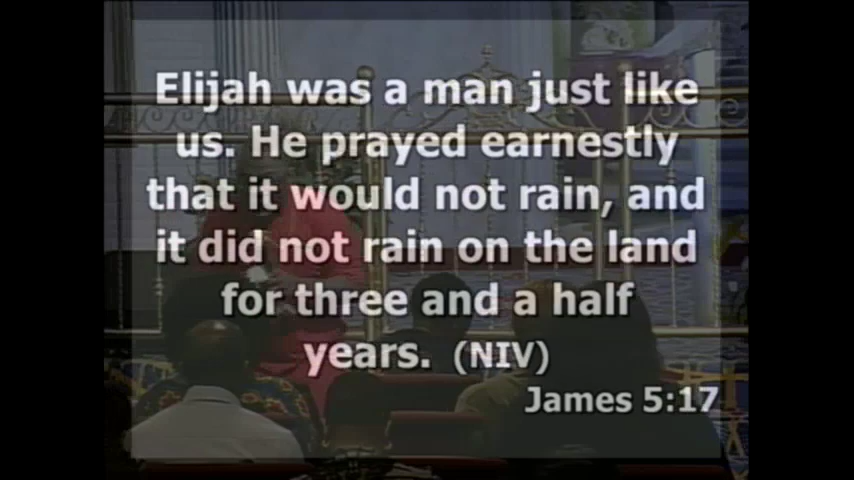 Elijah was a man just like
us. He prayed earnestly
that it would not rain, and
it did not rain on the land
for three and a half
years. (NIV)
James 5:17